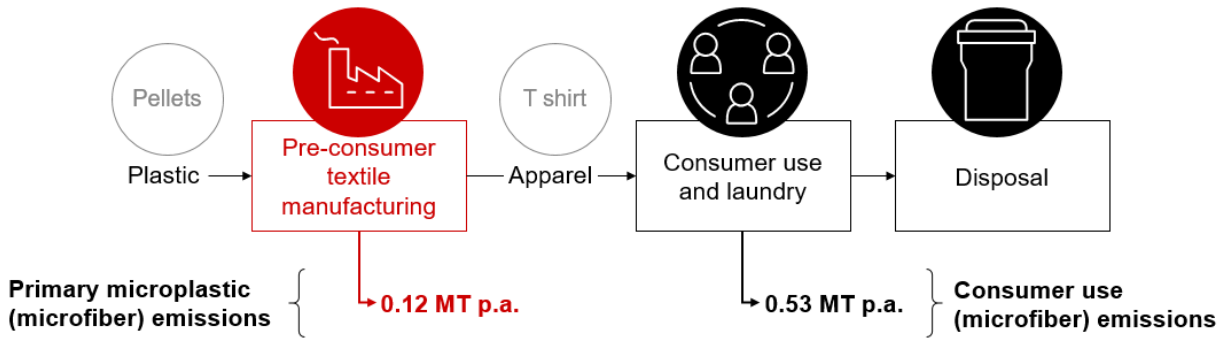 Pellets
T shirt
Plastic
Pre-consumer
textile
manufacturing
Apparel
Consumer use
and laundry
Disposal
Primary microplastic
(microfiber) emissions
0.12 MT p.a.
0.53 MT p.a.
Consumer use
(microfiber) emissions